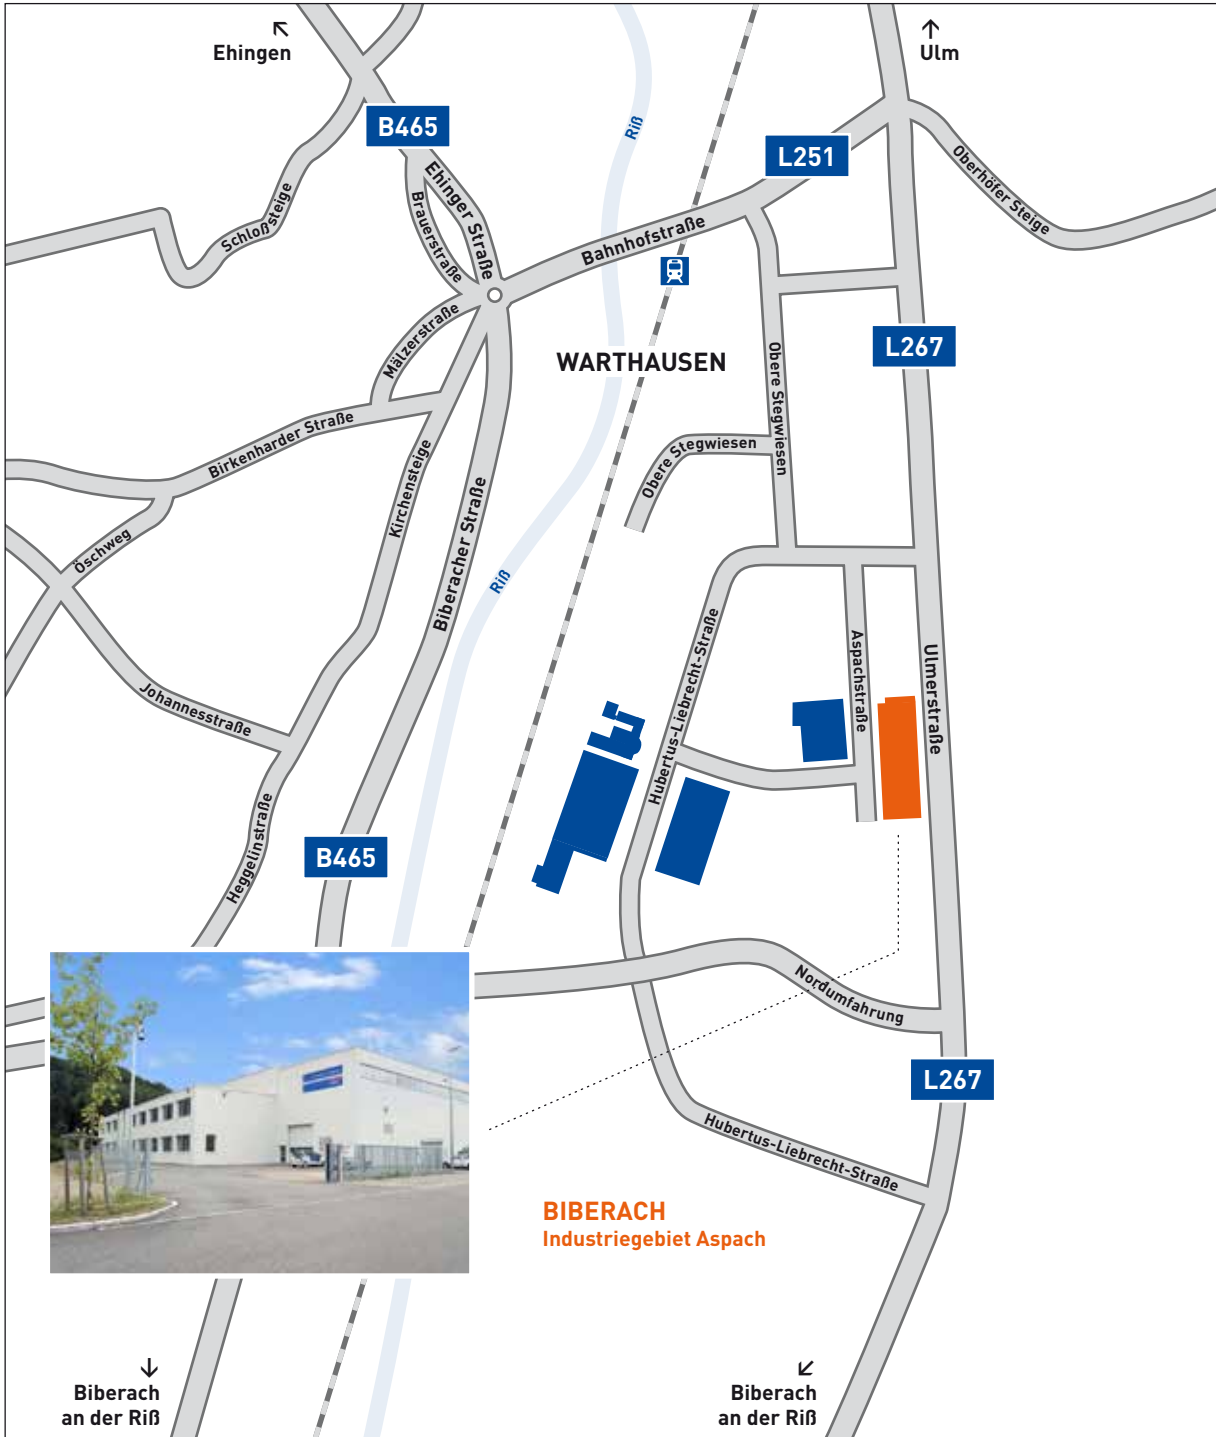 Ehingen
Ulm
B465
L251
Riß
Ehinger Straße
Brauerstraße
Schloßsteige
Oberhöfer Steige
Bahnhofstraße
Mälzerstraße
L267
WARTHAUSEN
Obere Stegwiesen
Obere Stegwiesen
Birkenharder Straße
Kirchensteige
Biberacher Straße
Öschweg
Riß
Hubertus-Liebrecht-Straße
Aspachstraße
Ulmerstraße
Johannesstraße
Heggelinstraße
B465
Nordumfahrung
L267
Hubertus-Liebrecht-Straße
BIBERACH
Industriegebiet Aspach
Biberach
an der Riß
Biberach
an der Riß